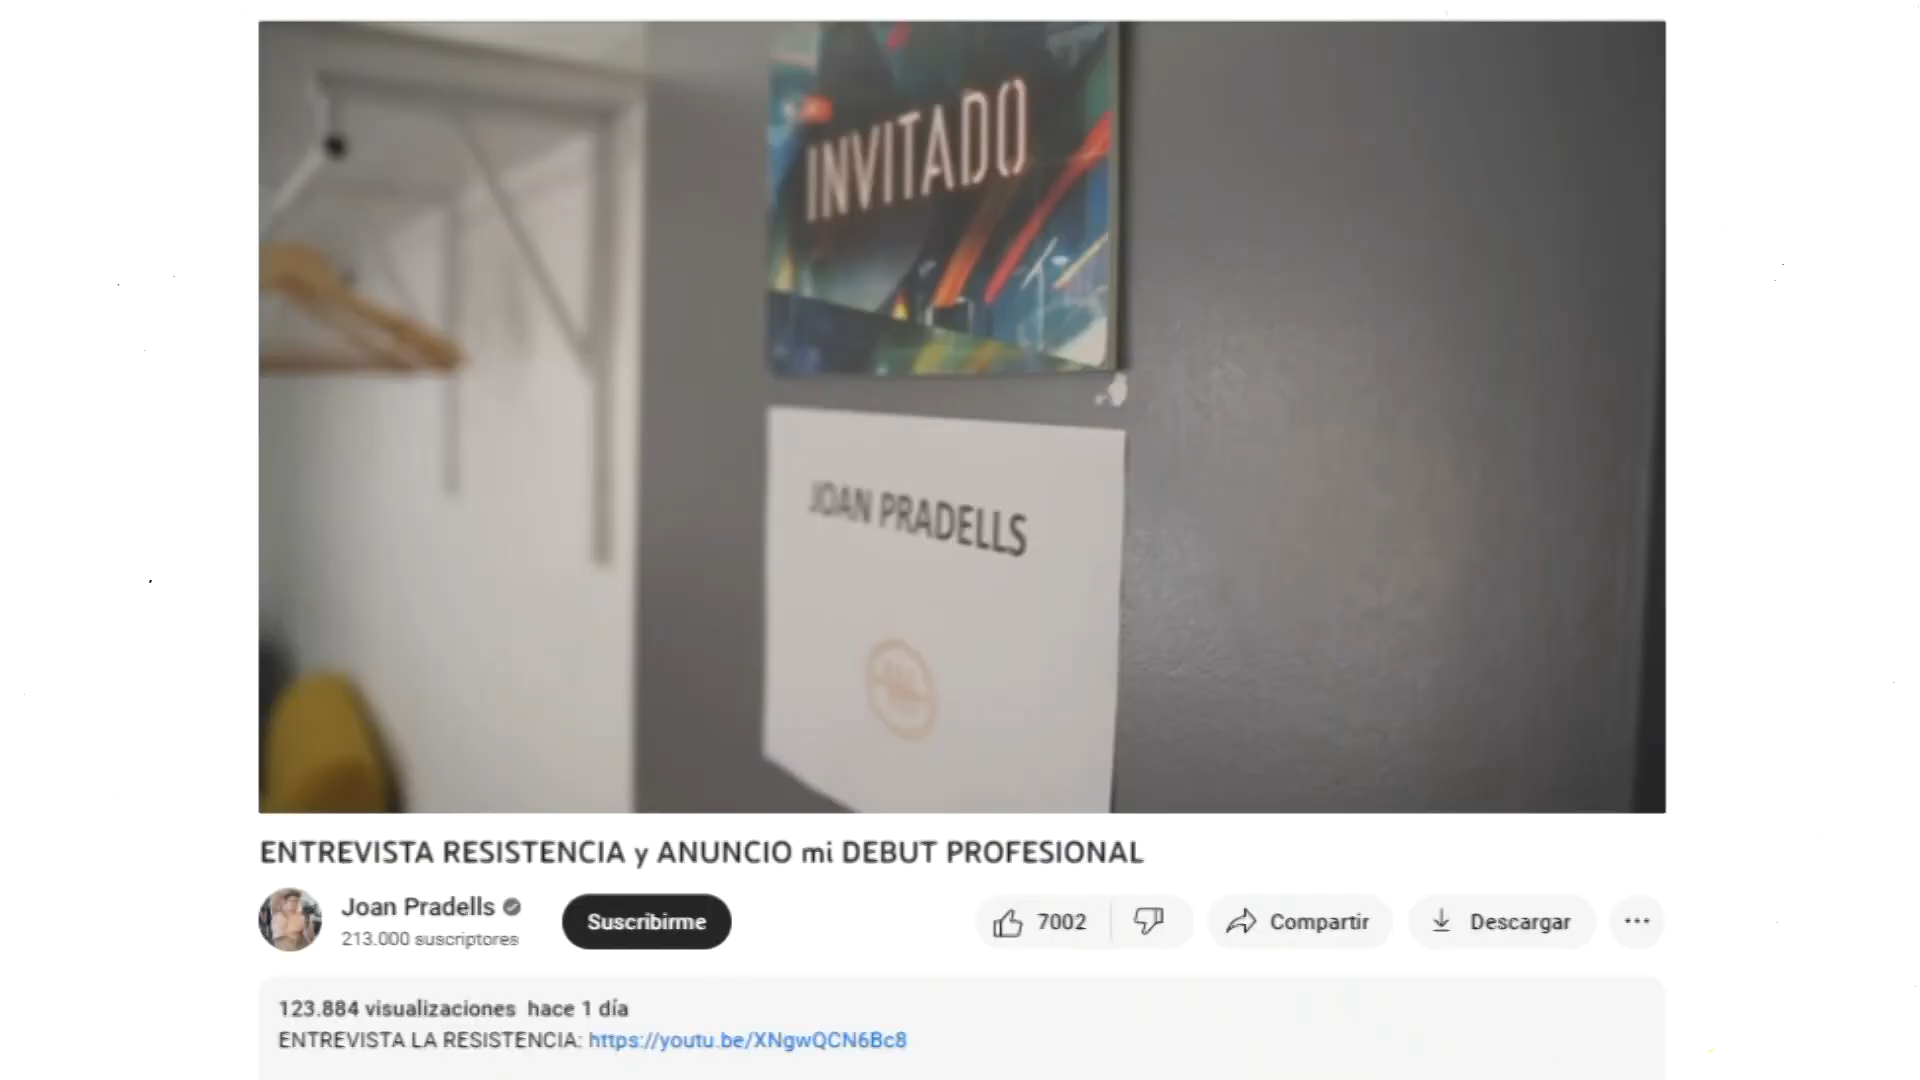 INVITADO
JOAN PRADELLS
ENTREVISTA RESISTENCIA y ANUNCIO mi DEBUT PROFESIONAL
Joan Pradells
213.000 suscriptores
Suscribirme
7002
Compartir
Descargar
123.884 visualizaciones hace 1 día
ENTREVISTA LA RESISTENCIA: https://youtu.be/XNgwQCN6Bc8